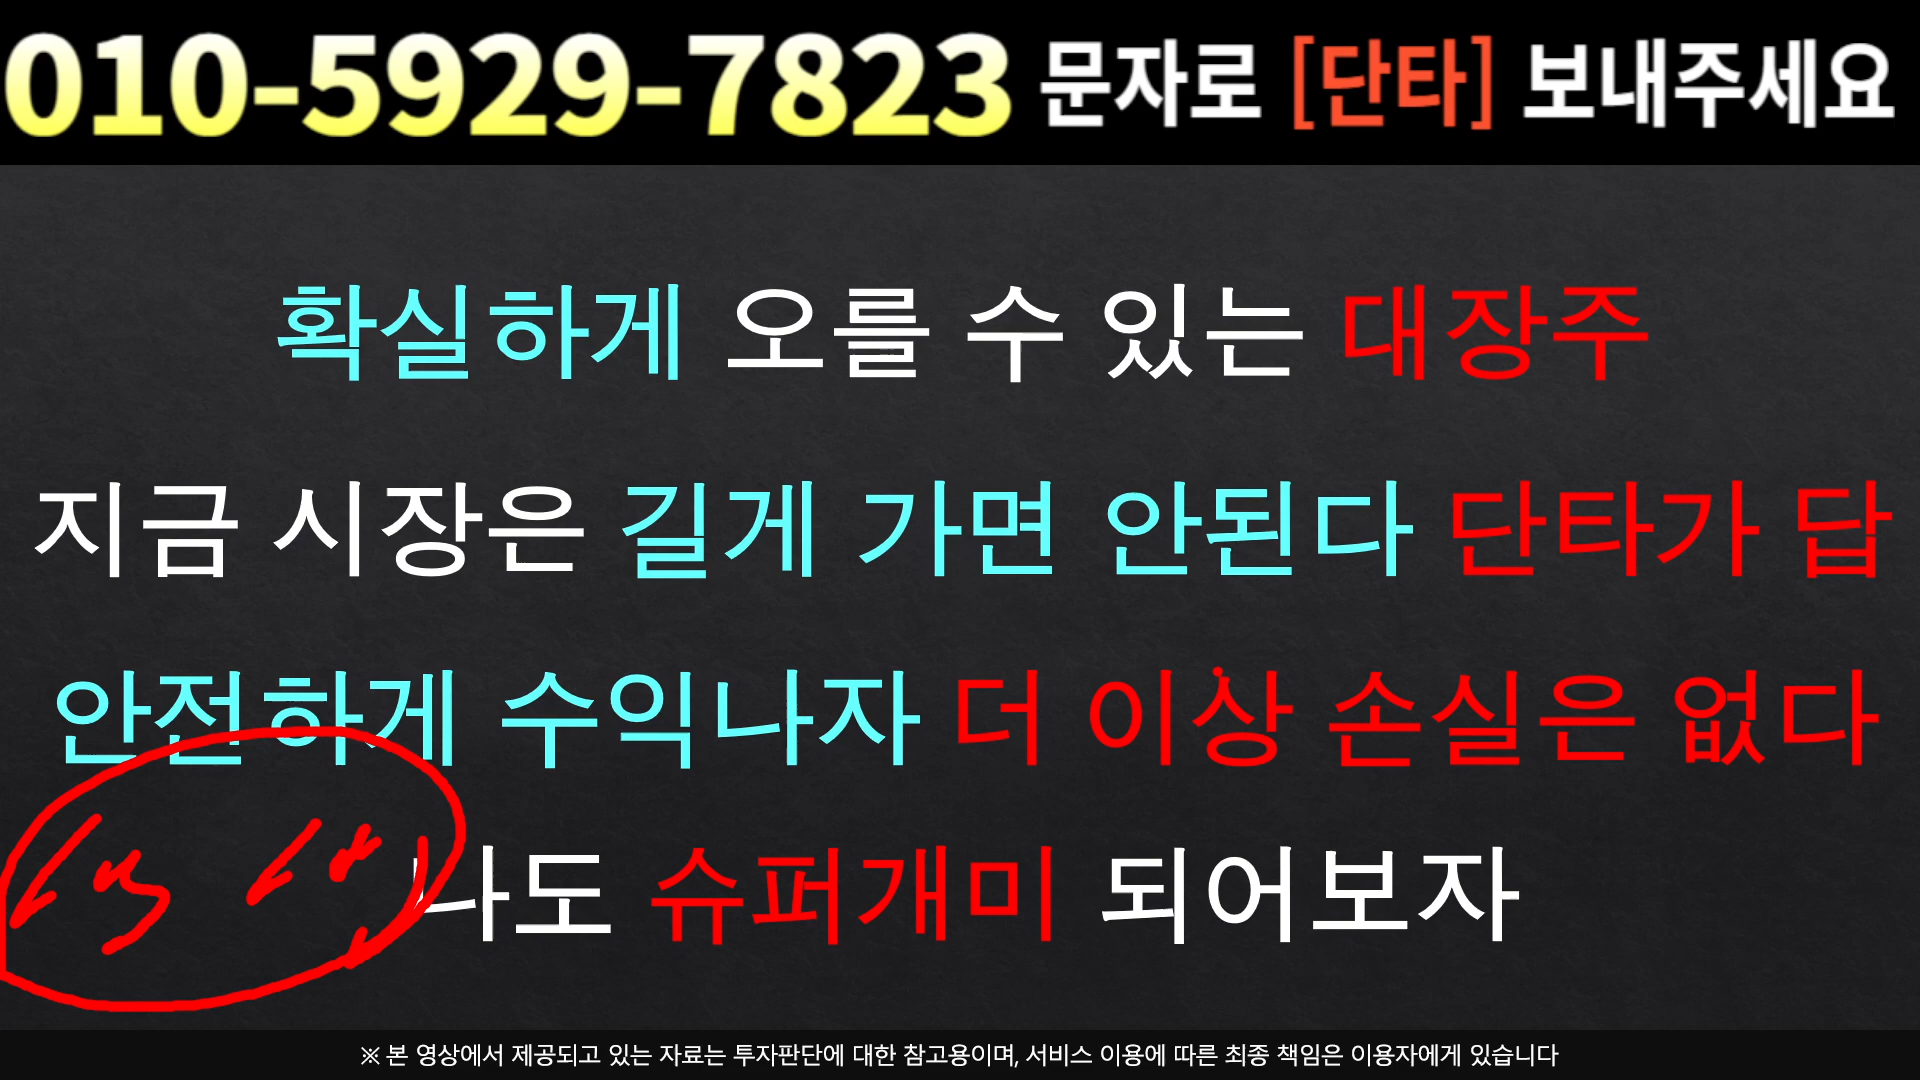 010-5929-7823 문자로 [단타] 보내주세요
확실하게 오를 수 있는 대장주
지금 시장은 길게 가면 안된다 단타가 답
안전하게 수익나자 더 이상 손실은 없다
나도 슈퍼개미 되어보자
※ 본 영상에서 제공되고 있는 자료는 투자판단에 대한 참고용이며, 서비스 이용에 따른 최종 책임은 이용자에게 있습니다